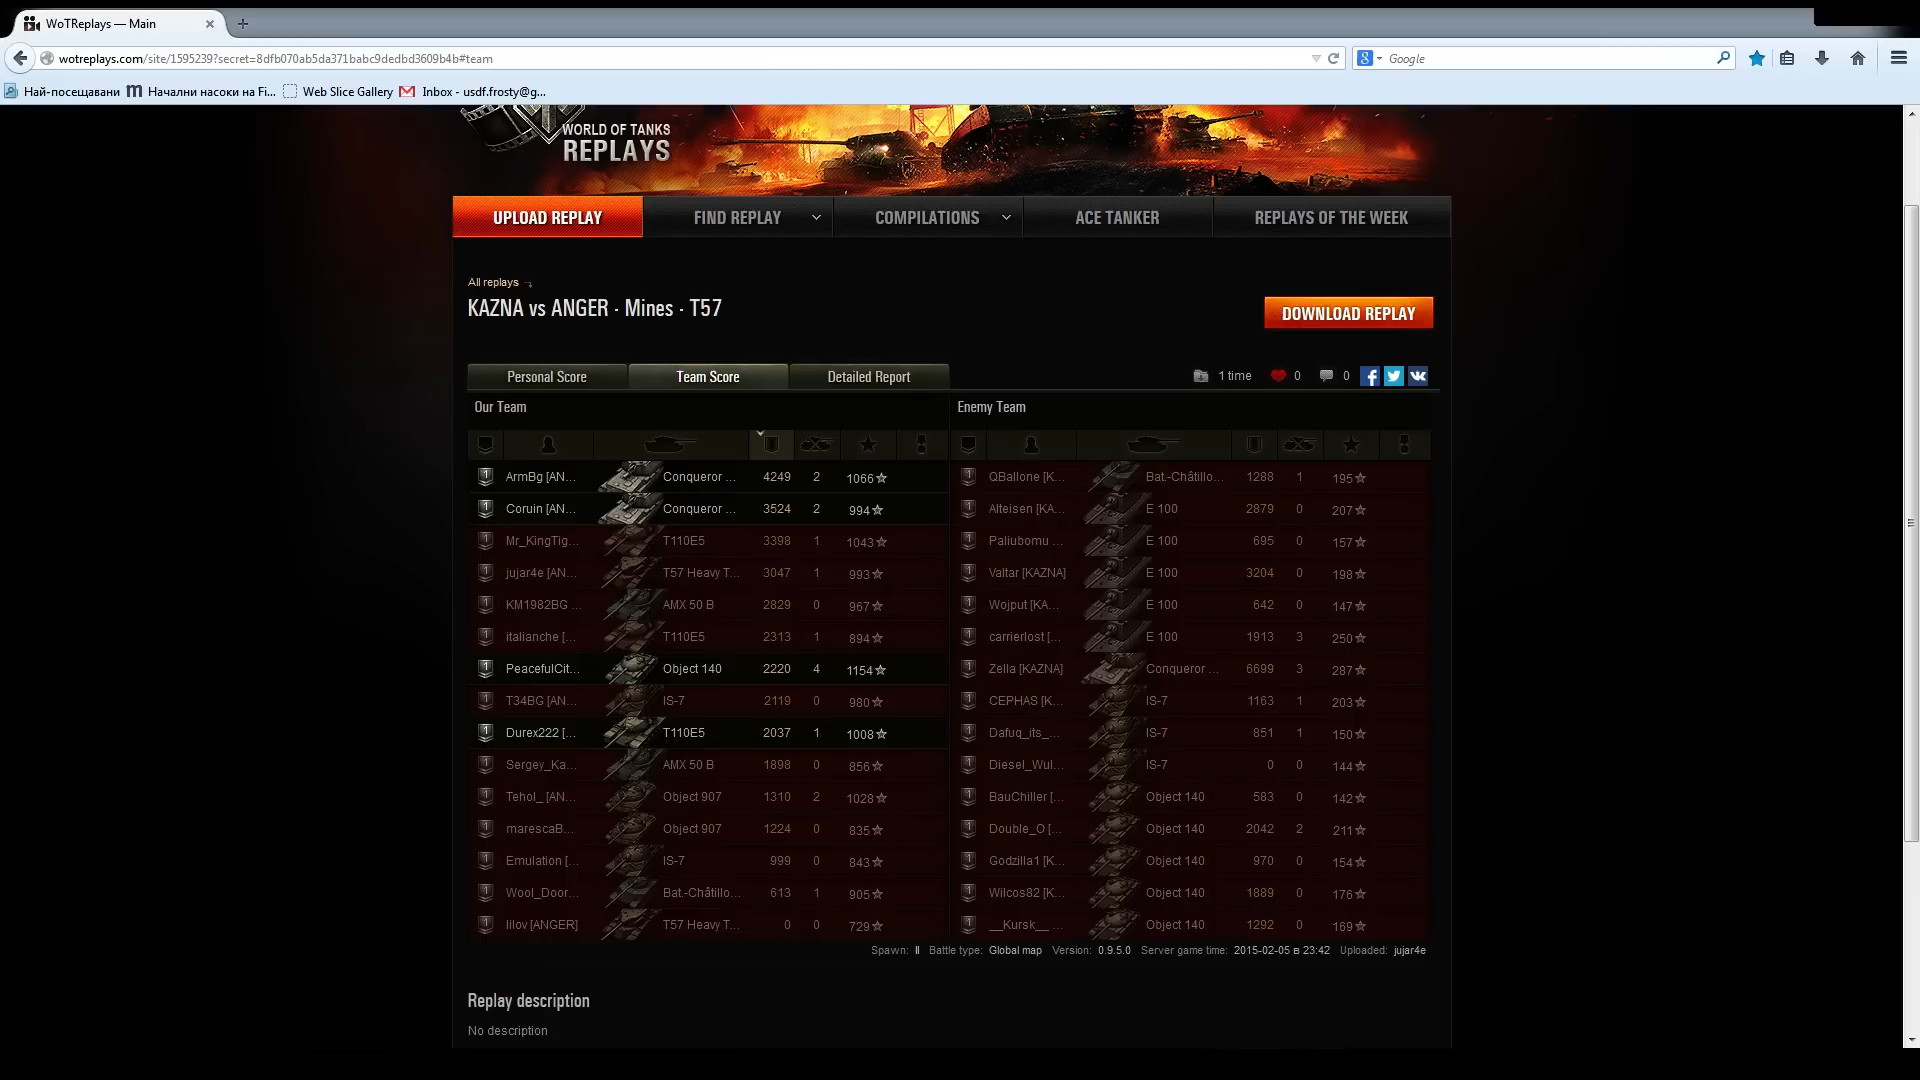 WoTReplays — Main
wotreplays.com/site/1595239?secret=8dfb070ab5da371babc9dedbd3609b4b#team
Google
Най-посещавани
Начални насоки на Fi...
Web Slice Gallery
Inbox - usdf.frosty@g...
WORLD OF TANKS
REPLAYS
UPLOAD REPLAY
FIND REPLAY
COMPILATIONS
ACE TANKER
REPLAYS OF THE WEEK
All replays
KAZNA vs ANGER - Mines - T57
DOWNLOAD REPLAY
Personal Score
Team Score
Detailed Report
1 time
0
0
Our Team
Enemy Team
ArmBg [AN... Conqueror ... 4249 2 1066
QBallone [K... Bat.-Châtillo... 1288 1 195
Coruin [AN... Conqueror ... 3524 2 994
Alteisen [KA... E 100 2879 0 207
Mr_KingTig... T110E5 3398 1 1043
Paliubomu ... E 100 695 0 157
jujar4e [AN... T57 Heavy T... 3047 1 993
Valtar [KAZNA] E 100 3204 0 198
KM1982BG ... AMX 50 B 2829 0 967
Wojput [KA... E 100 642 0 147
italianche [... T110E5 2313 1 894
carrierlost [... E 100 1913 3 250
PeacefulCit... Object 140 2220 4 1154
Zella [KAZNA] Conqueror ... 6699 3 287
T34BG [AN... IS-7 2119 0 980
CEPHAS [K... IS-7 1163 1 203
Durex222 [... T110E5 2037 1 1008
Dafuq_its_... IS-7 851 1 150
Sergey_Ka... AMX 50 B 1898 0 856
Diesel_Wul... IS-7 0 0 144
Tehol_ [AN... Object 907 1310 2 1028
BauChiller [... Object 140 583 0 142
marescaB... Object 907 1224 0 835
Double_O [... Object 140 2042 2 211
Emulation [... IS-7 999 0 843
Godzilla1 [K... Object 140 970 0 154
Wool_Door... Bat.-Châtillo... 613 1 905
Wilcos82 [K... Object 140 1889 0 176
lilov [ANGER] T57 Heavy T... 0 0 729
__Kursk__ ... Object 140 1292 0 169
Spawn: II Battle type: Global map Version: 0.9.5.0 Server game time: 2015-02-05 в 23:42 Uploaded: jujar4e
Replay description
No description